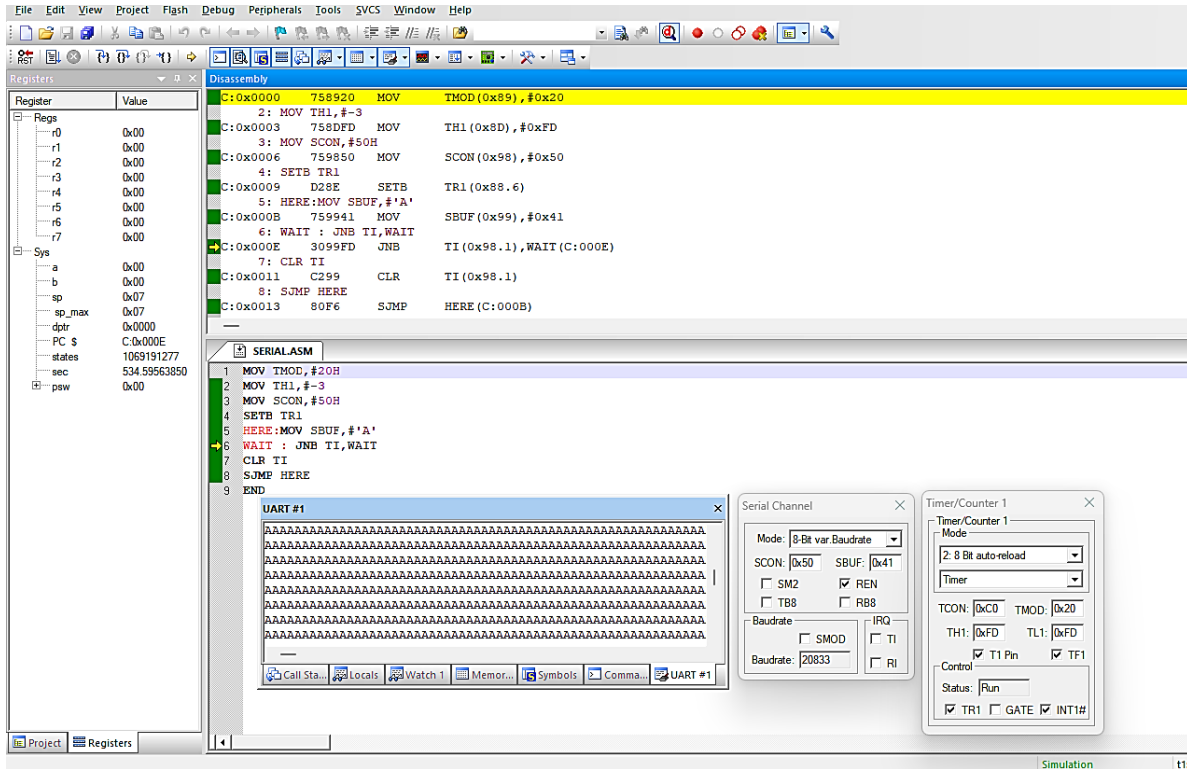 File Edit View Project Flash Debug Peripherals Tools SVCS Window Help
RST
Registers
Register Value
Regs
r0 0x00
r1 0x00
r2 0x00
r3 0x00
r4 0x00
r5 0x00
r6 0x00
r7 0x00
Sys
a 0x00
b 0x00
sp 0x07
sp_max 0x07
dptr 0x0000
PC $ C:0x000E
states 1069191277
sec 534.59563850
psw 0x00
Project Registers
Disassembly
C:0x0000 758920 MOV TMOD(0x89),#0x20
2: MOV TH1,#-3
C:0x0003 758DFD MOV TH1(0x8D),#0xFD
3: MOV SCON,#50H
C:0x0006 759850 MOV SCON(0x98),#0x50
4: SETB TR1
C:0x0009 D28E SETB TR1(0x88.6)
5: HERE:MOV SBUF,#'A'
C:0x000B 759941 MOV SBUF(0x99),#0x41
6: WAIT : JNB TI,WAIT
C:0x000E 3099FD JNB TI(0x98.1),WAIT(C:000E)
7: CLR TI
C:0x0011 C299 CLR TI(0x98.1)
8: SJMP HERE
C:0x0013 80F6 SJMP HERE(C:000B)
SERIAL.ASM
1 MOV TMOD,#20H
2 MOV TH1,#-3
3 MOV SCON,#50H
4 SETB TR1
5 HERE:MOV SBUF,#'A'
6 WAIT : JNB TI,WAIT
7 CLR TI
8 SJMP HERE
9 END
UART #1
AAAAAAAAAAAAAAAAAAAAAAAAAAAAAAAAAAAAAAAAAAAAAAAAAAAAAAAAAAA
AAAAAAAAAAAAAAAAAAAAAAAAAAAAAAAAAAAAAAAAAAAAAAAAAAAAAAAAAAA
AAAAAAAAAAAAAAAAAAAAAAAAAAAAAAAAAAAAAAAAAAAAAAAAAAAAAAAAAAA
AAAAAAAAAAAAAAAAAAAAAAAAAAAAAAAAAAAAAAAAAAAAAAAAAAAAAAAAAAA
AAAAAAAAAAAAAAAAAAAAAAAAAAAAAAAAAAAAAAAAAAAAAAAAAAAAAAAAAAA
AAAAAAAAAAAAAAAAAAAAAAAAAAAAAAAAAAAAAAAAAAAAAAAAAAAAAAAAAAA
AAAAAAAAAAAAAAAAAAAAAAAAAAAAAAAAAAAAAAAAAAAAAAAAAAAAAAAAAAA
AAAAAAAAAAAAAAAAAAAAAAAAAAAAAAAAAAAAAAAAAAAAAAAAAAAAAAAAAAA
Call Sta... Locals Watch 1 Memor... Symbols Comma... UART #1
Serial Channel
Mode: 8-Bit var.Baudrate
SCON: 0x50 SBUF: 0x41
SM2 REN
TB8 RB8
Baudrate IRQ
SMOD TI
Baudrate: 20833 RI
Timer/Counter 1
Timer/Counter 1
Mode
2: 8 Bit auto-reload
Timer
TCON: 0xC0 TMOD: 0x20
TH1: 0xFD TL1: 0xFD
T1 Pin TF1
Control
Status: Run
TR1 GATE INT1#
Simulation t1